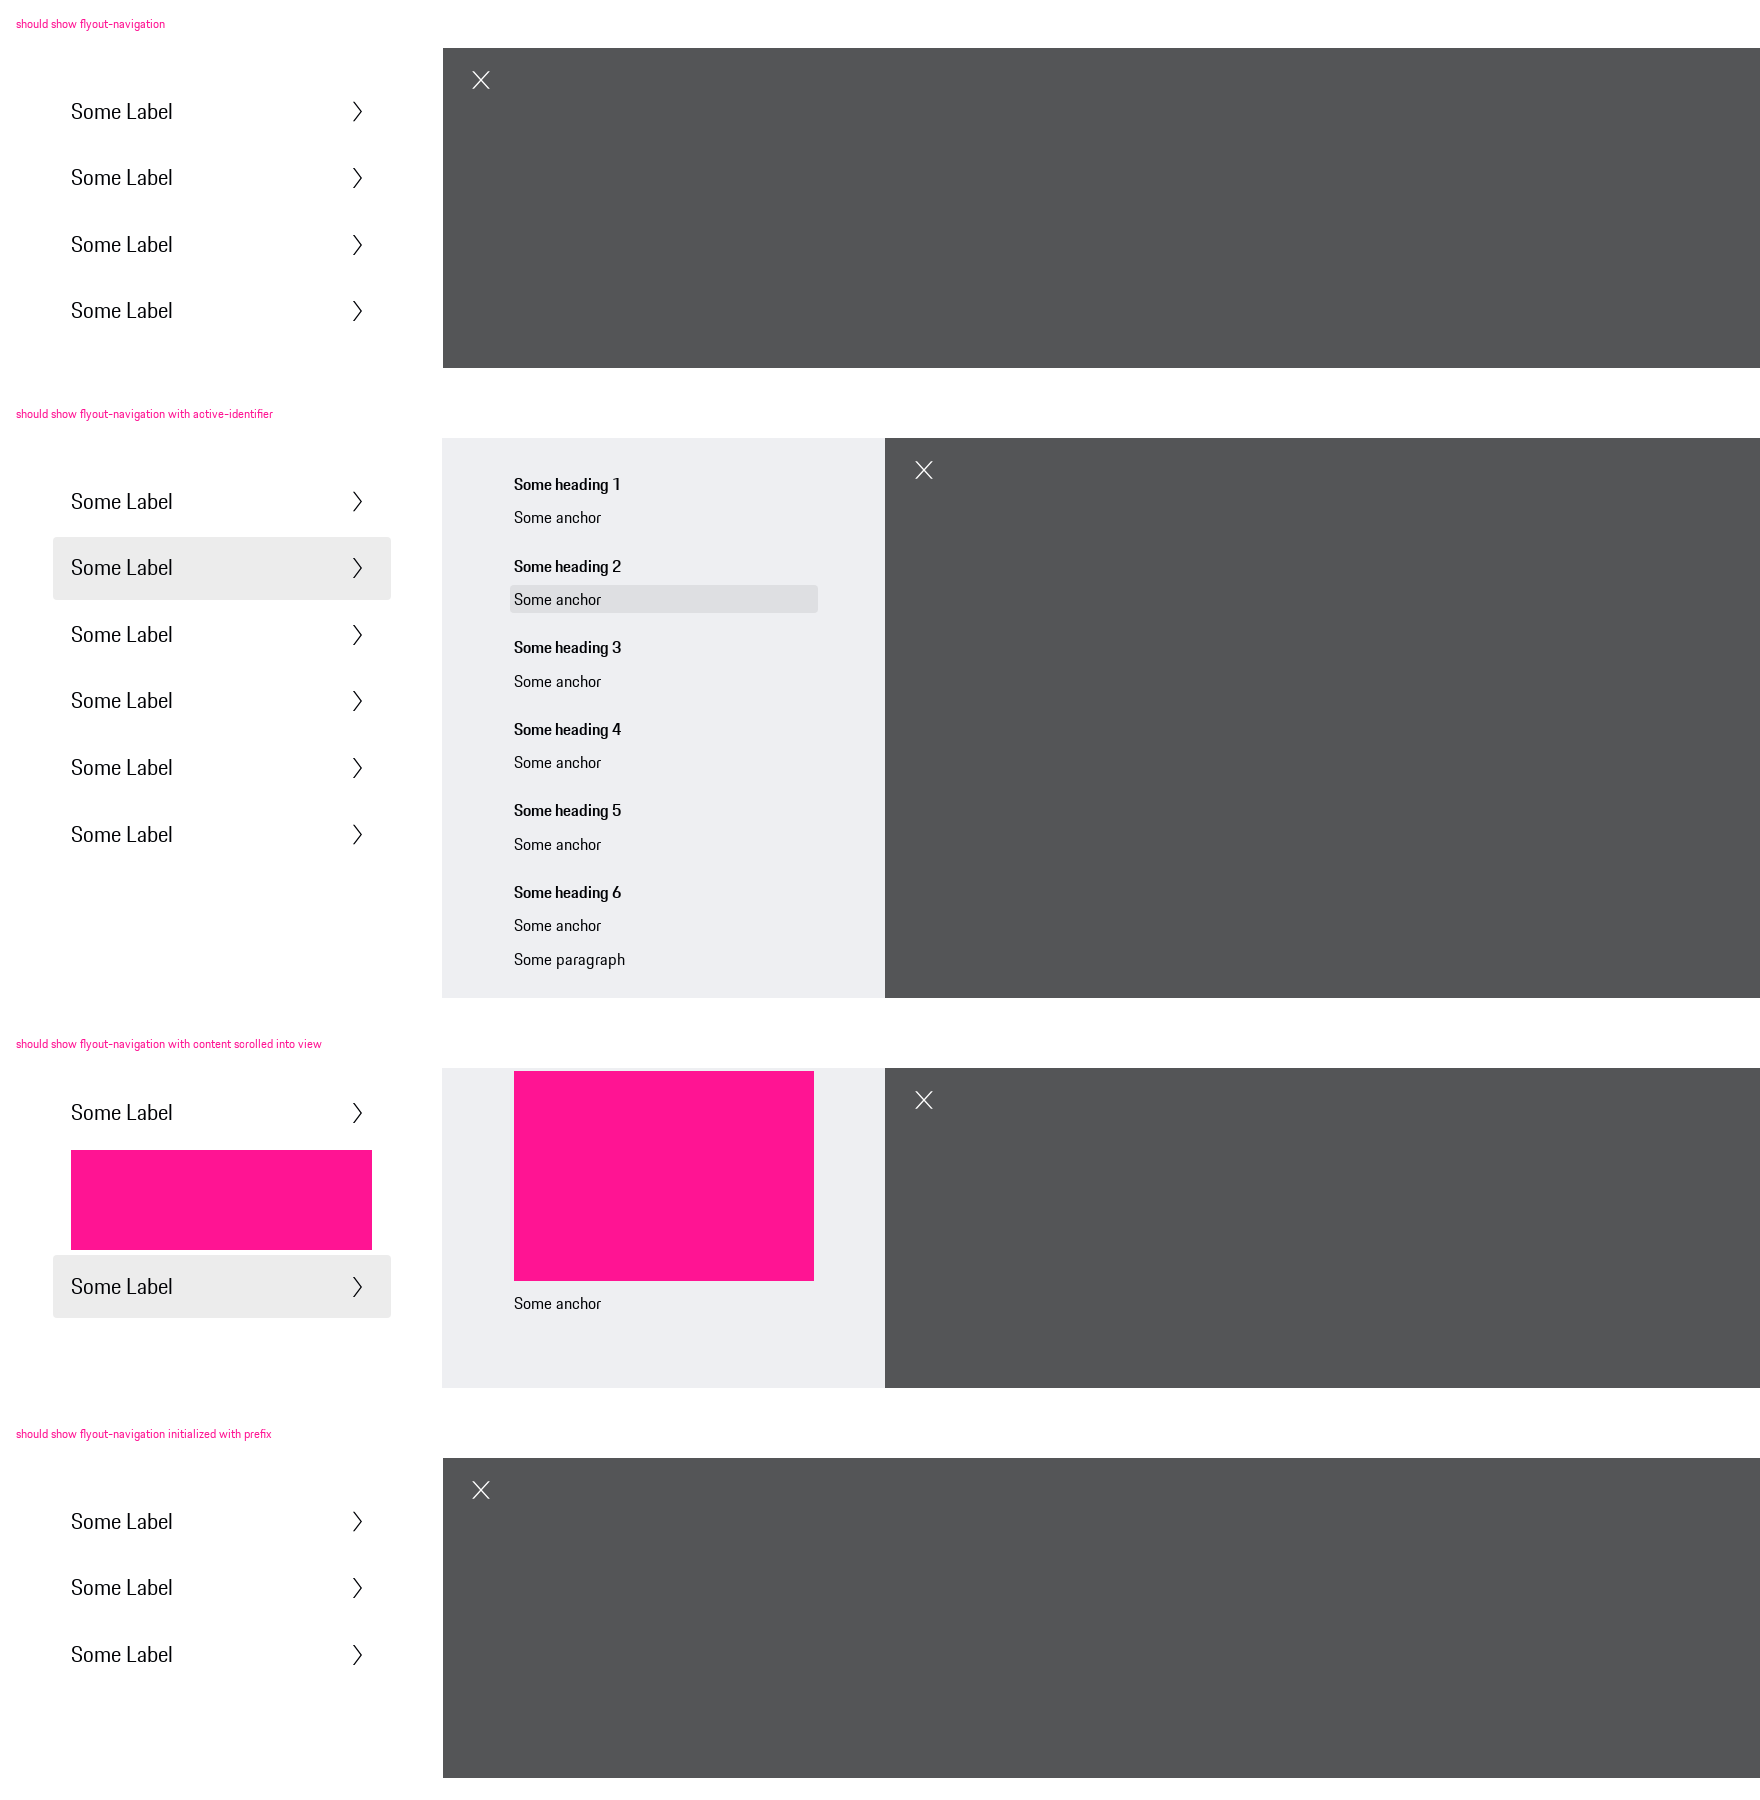 should show flyout-navigation
Some Label
Some Label
Some Label
Some Label
should show flyout-navigation with active-identifier
Some Label
Some Label
Some Label
Some Label
Some Label
Some Label
Some heading 1
Some anchor
Some heading 2
Some anchor
Some heading 3
Some anchor
Some heading 4
Some anchor
Some heading 5
Some anchor
Some heading 6
Some anchor
Some paragraph
should show flyout-navigation with content scrolled into view
Some Label
Some Label
Some anchor
should show flyout-navigation initialized with prefix
Some Label
Some Label
Some Label